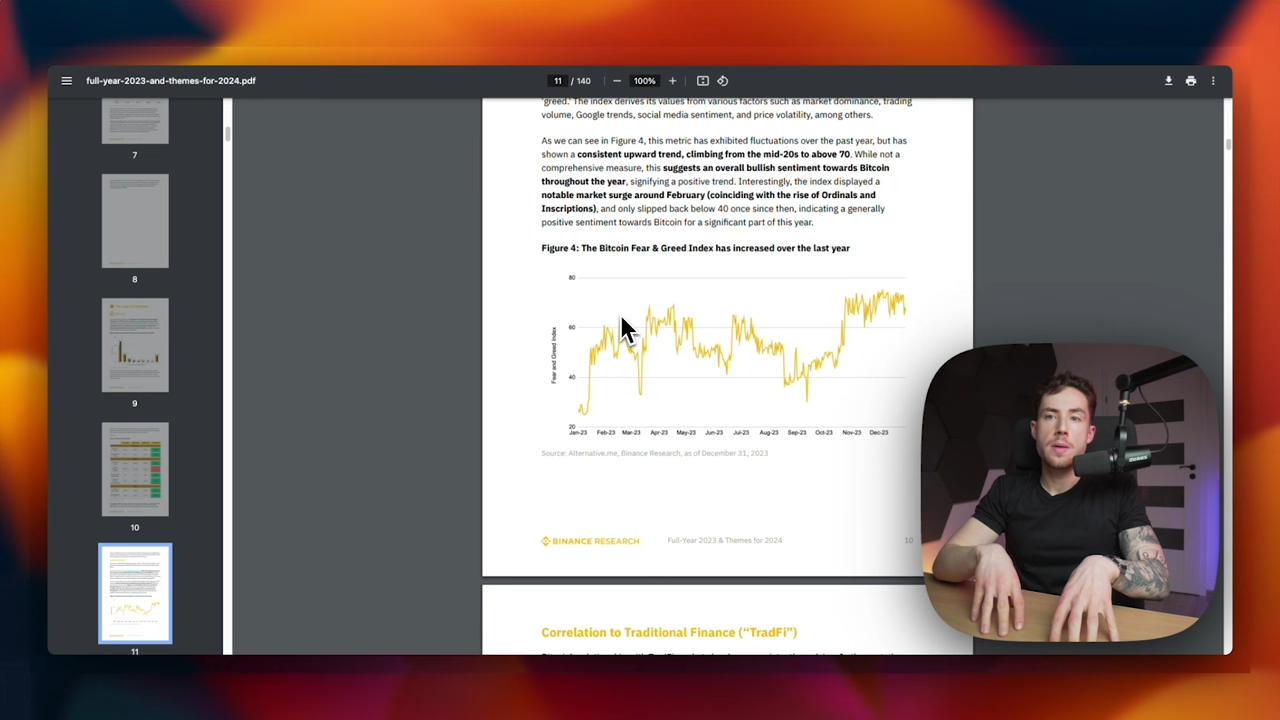 full-year-2023-and-themes-for-2024.pdf
11 / 140
100%
7
8
9
10
11
'greed.' The index derives its values from various factors such as market dominance, trading
volume, Google trends, social media sentiment, and price volatility, among others.
As we can see in Figure 4, this metric has exhibited fluctuations over the past year, but has
shown a consistent upward trend, climbing from the mid-20s to above 70. While not a
comprehensive measure, this suggests an overall bullish sentiment towards Bitcoin
throughout the year, signifying a positive trend. Interestingly, the index displayed a
notable market surge around February (coinciding with the rise of Ordinals and
Inscriptions), and only slipped back below 40 once since then, indicating a generally
positive sentiment towards Bitcoin for a significant part of this year.
Figure 4: The Bitcoin Fear & Greed Index has increased over the last year
80
60
40
20
Fear and Greed Index
Jan-23 Feb-23 Mar-23 Apr-23 May-23 Jun-23 Jul-23 Aug-23 Sep-23 Oct-23 Nov-23 Dec-23
Source: Alternative.me, Binance Research, as of December 31, 2023
BINANCE RESEARCH
Full-Year 2023 & Themes for 2024
10
Correlation to Traditional Finance (“TradFi”)